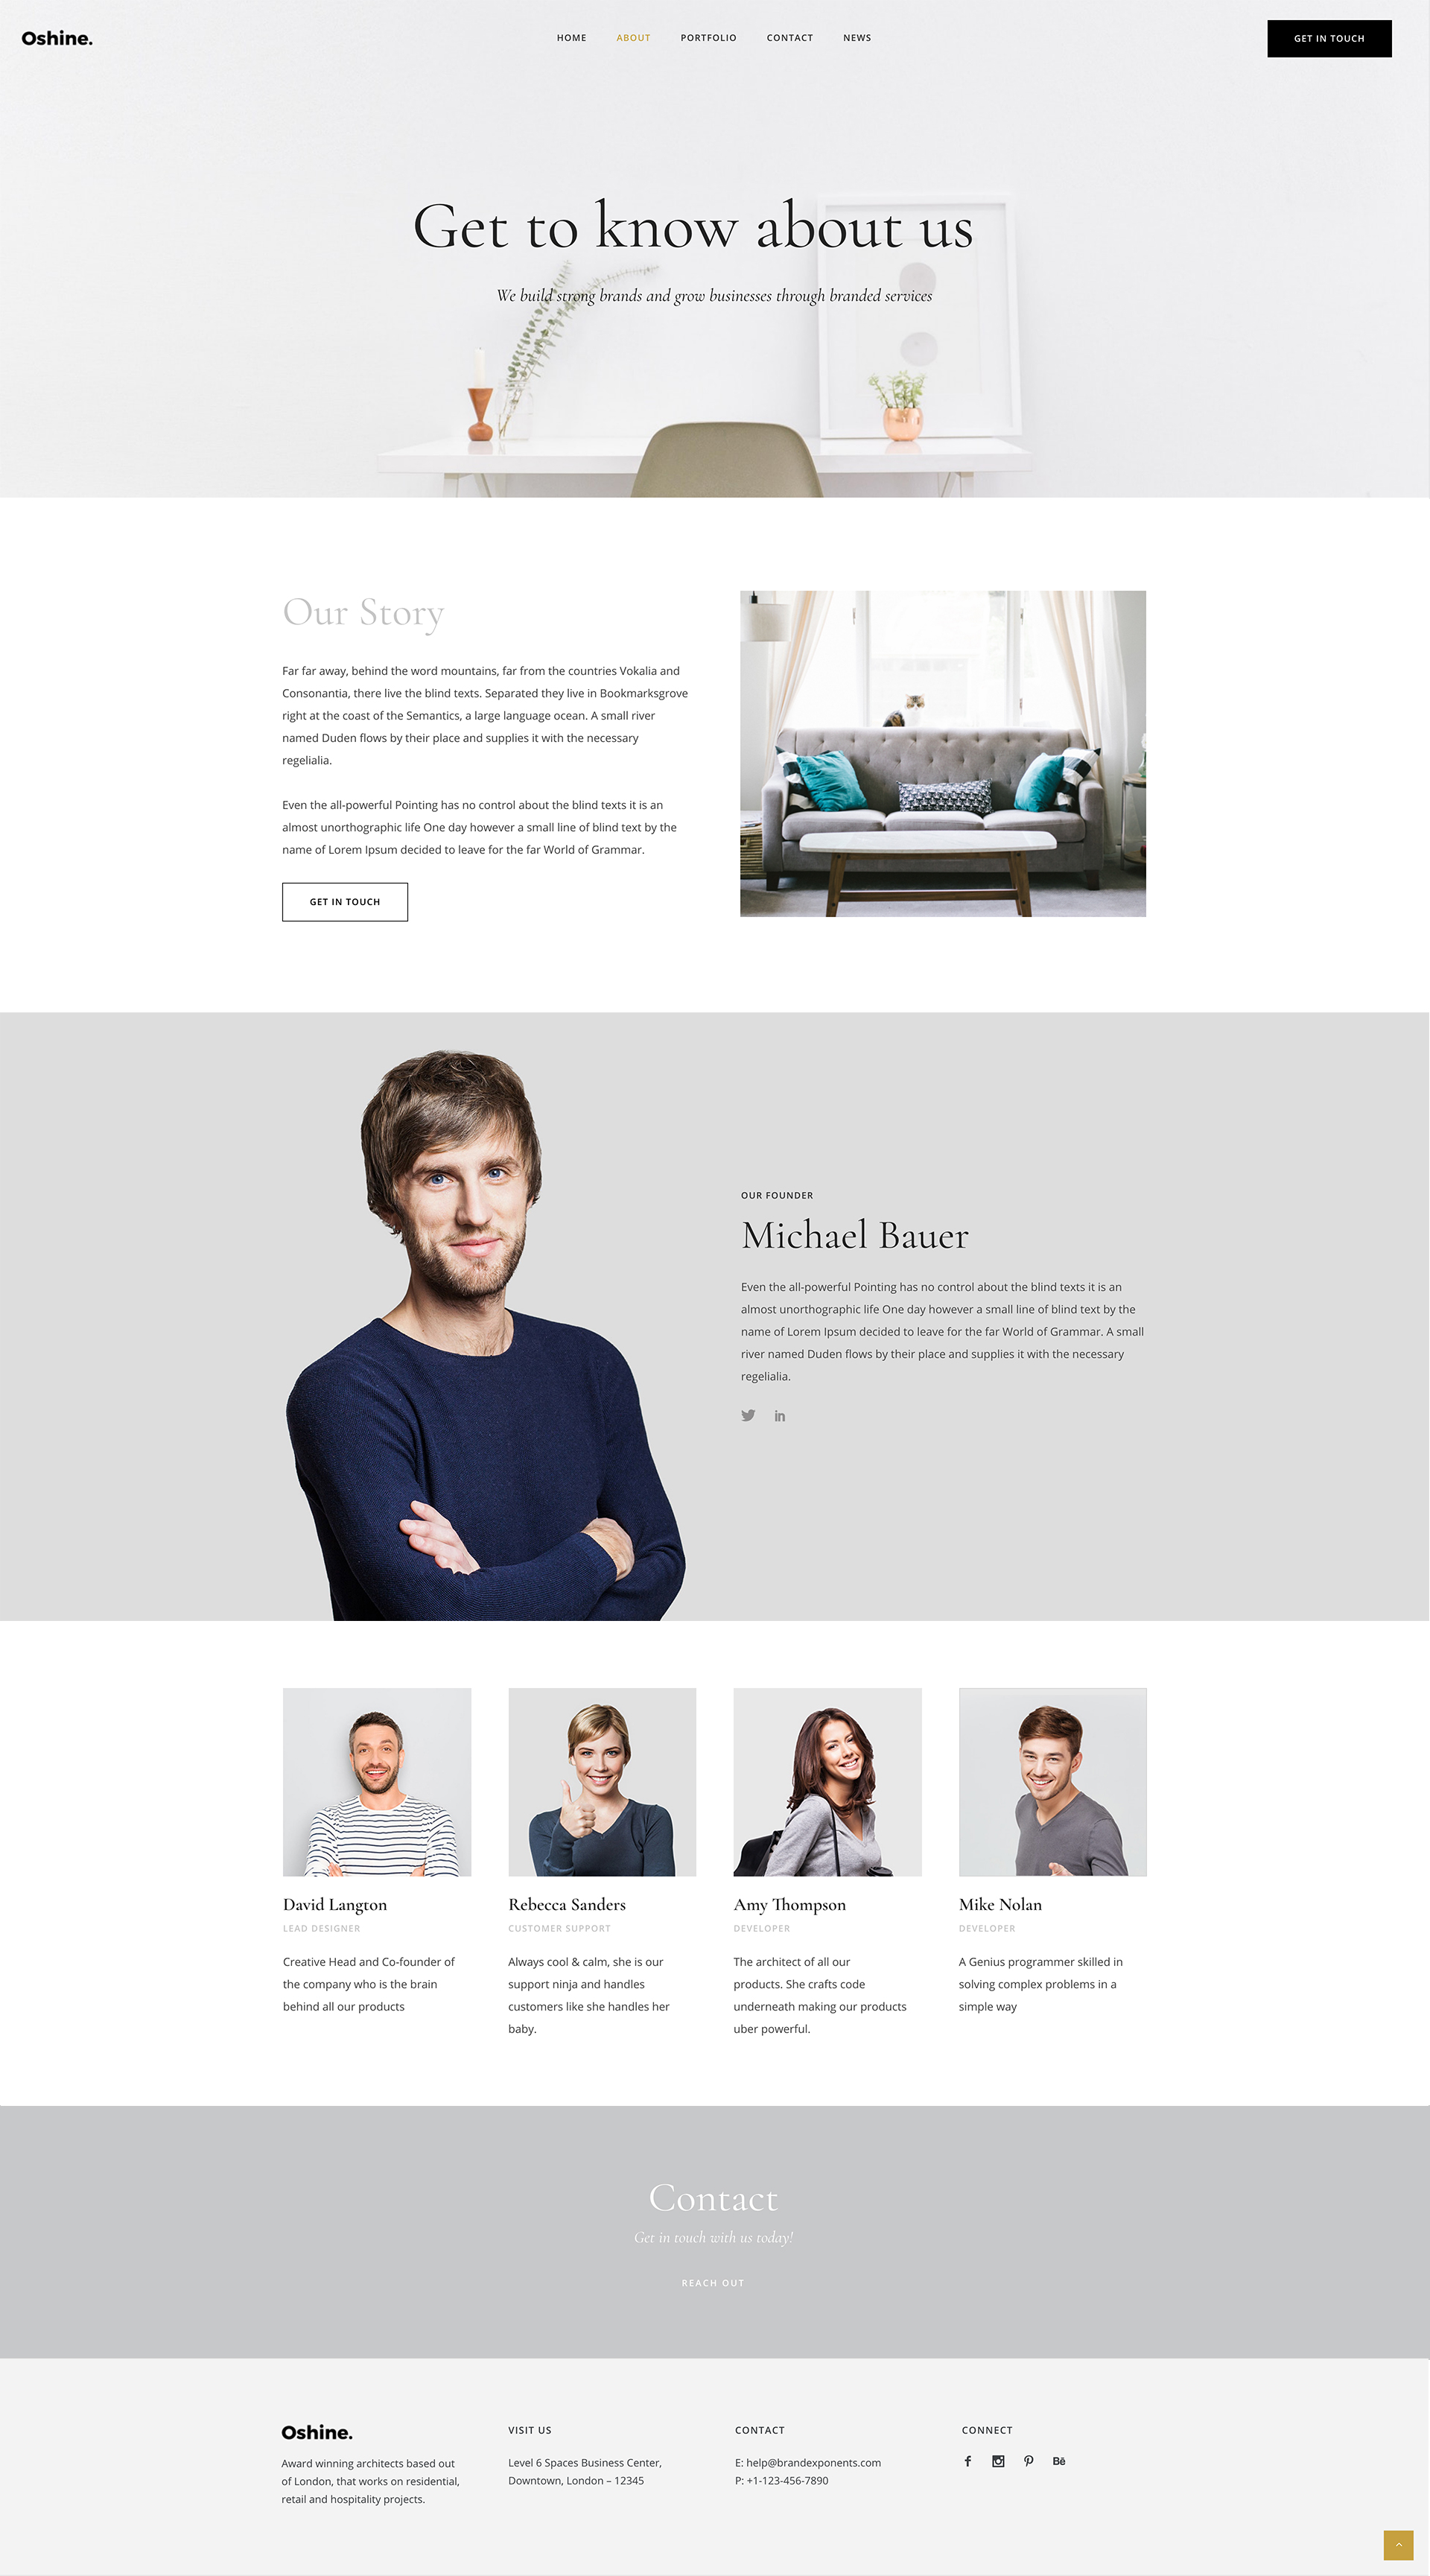 Oshine.
HOME ABOUT PORTFOLIO CONTACT NEWS
GET IN TOUCH
Get to know about us
We build strong brands and grow businesses through branded services
Our Story
Far far away, behind the word mountains, far from the countries Vokalia and
Consonantia, there live the blind texts. Separated they live in Bookmarksgrove
right at the coast of the Semantics, a large language ocean. A small river
named Duden flows by their place and supplies it with the necessary
regelialia.
Even the all-powerful Pointing has no control about the blind texts it is an
almost unorthographic life One day however a small line of blind text by the
name of Lorem Ipsum decided to leave for the far World of Grammar.
GET IN TOUCH
OUR FOUNDER
Michael Bauer
Even the all-powerful Pointing has no control about the blind texts it is an
almost unorthographic life One day however a small line of blind text by the
name of Lorem Ipsum decided to leave for the far World of Grammar. A small
river named Duden flows by their place and supplies it with the necessary
regelialia.
in
David Langton
LEAD DESIGNER
Creative Head and Co-founder of
the company who is the brain
behind all our products
Rebecca Sanders
CUSTOMER SUPPORT
Always cool & calm, she is our
support ninja and handles
customers like she handles her
baby.
Amy Thompson
DEVELOPER
The architect of all our
products. She crafts code
underneath making our products
uber powerful.
Mike Nolan
DEVELOPER
A Genius programmer skilled in
solving complex problems in a
simple way
Contact
Get in touch with us today!
REACH OUT
Oshine.
Award winning architects based out
of London, that works on residential,
retail and hospitality projects.
VISIT US
Level 6 Spaces Business Center,
Downtown, London – 12345
CONTACT
E: help@brandexponents.com
P: +1-123-456-7890
CONNECT
Bē